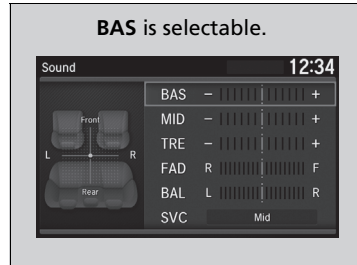 BAS is selectable.
Sound 12:34
BAS - +
MID - +
TRE - +
FAD R F
BAL L R
SVC Mid
Front
L R
Rear